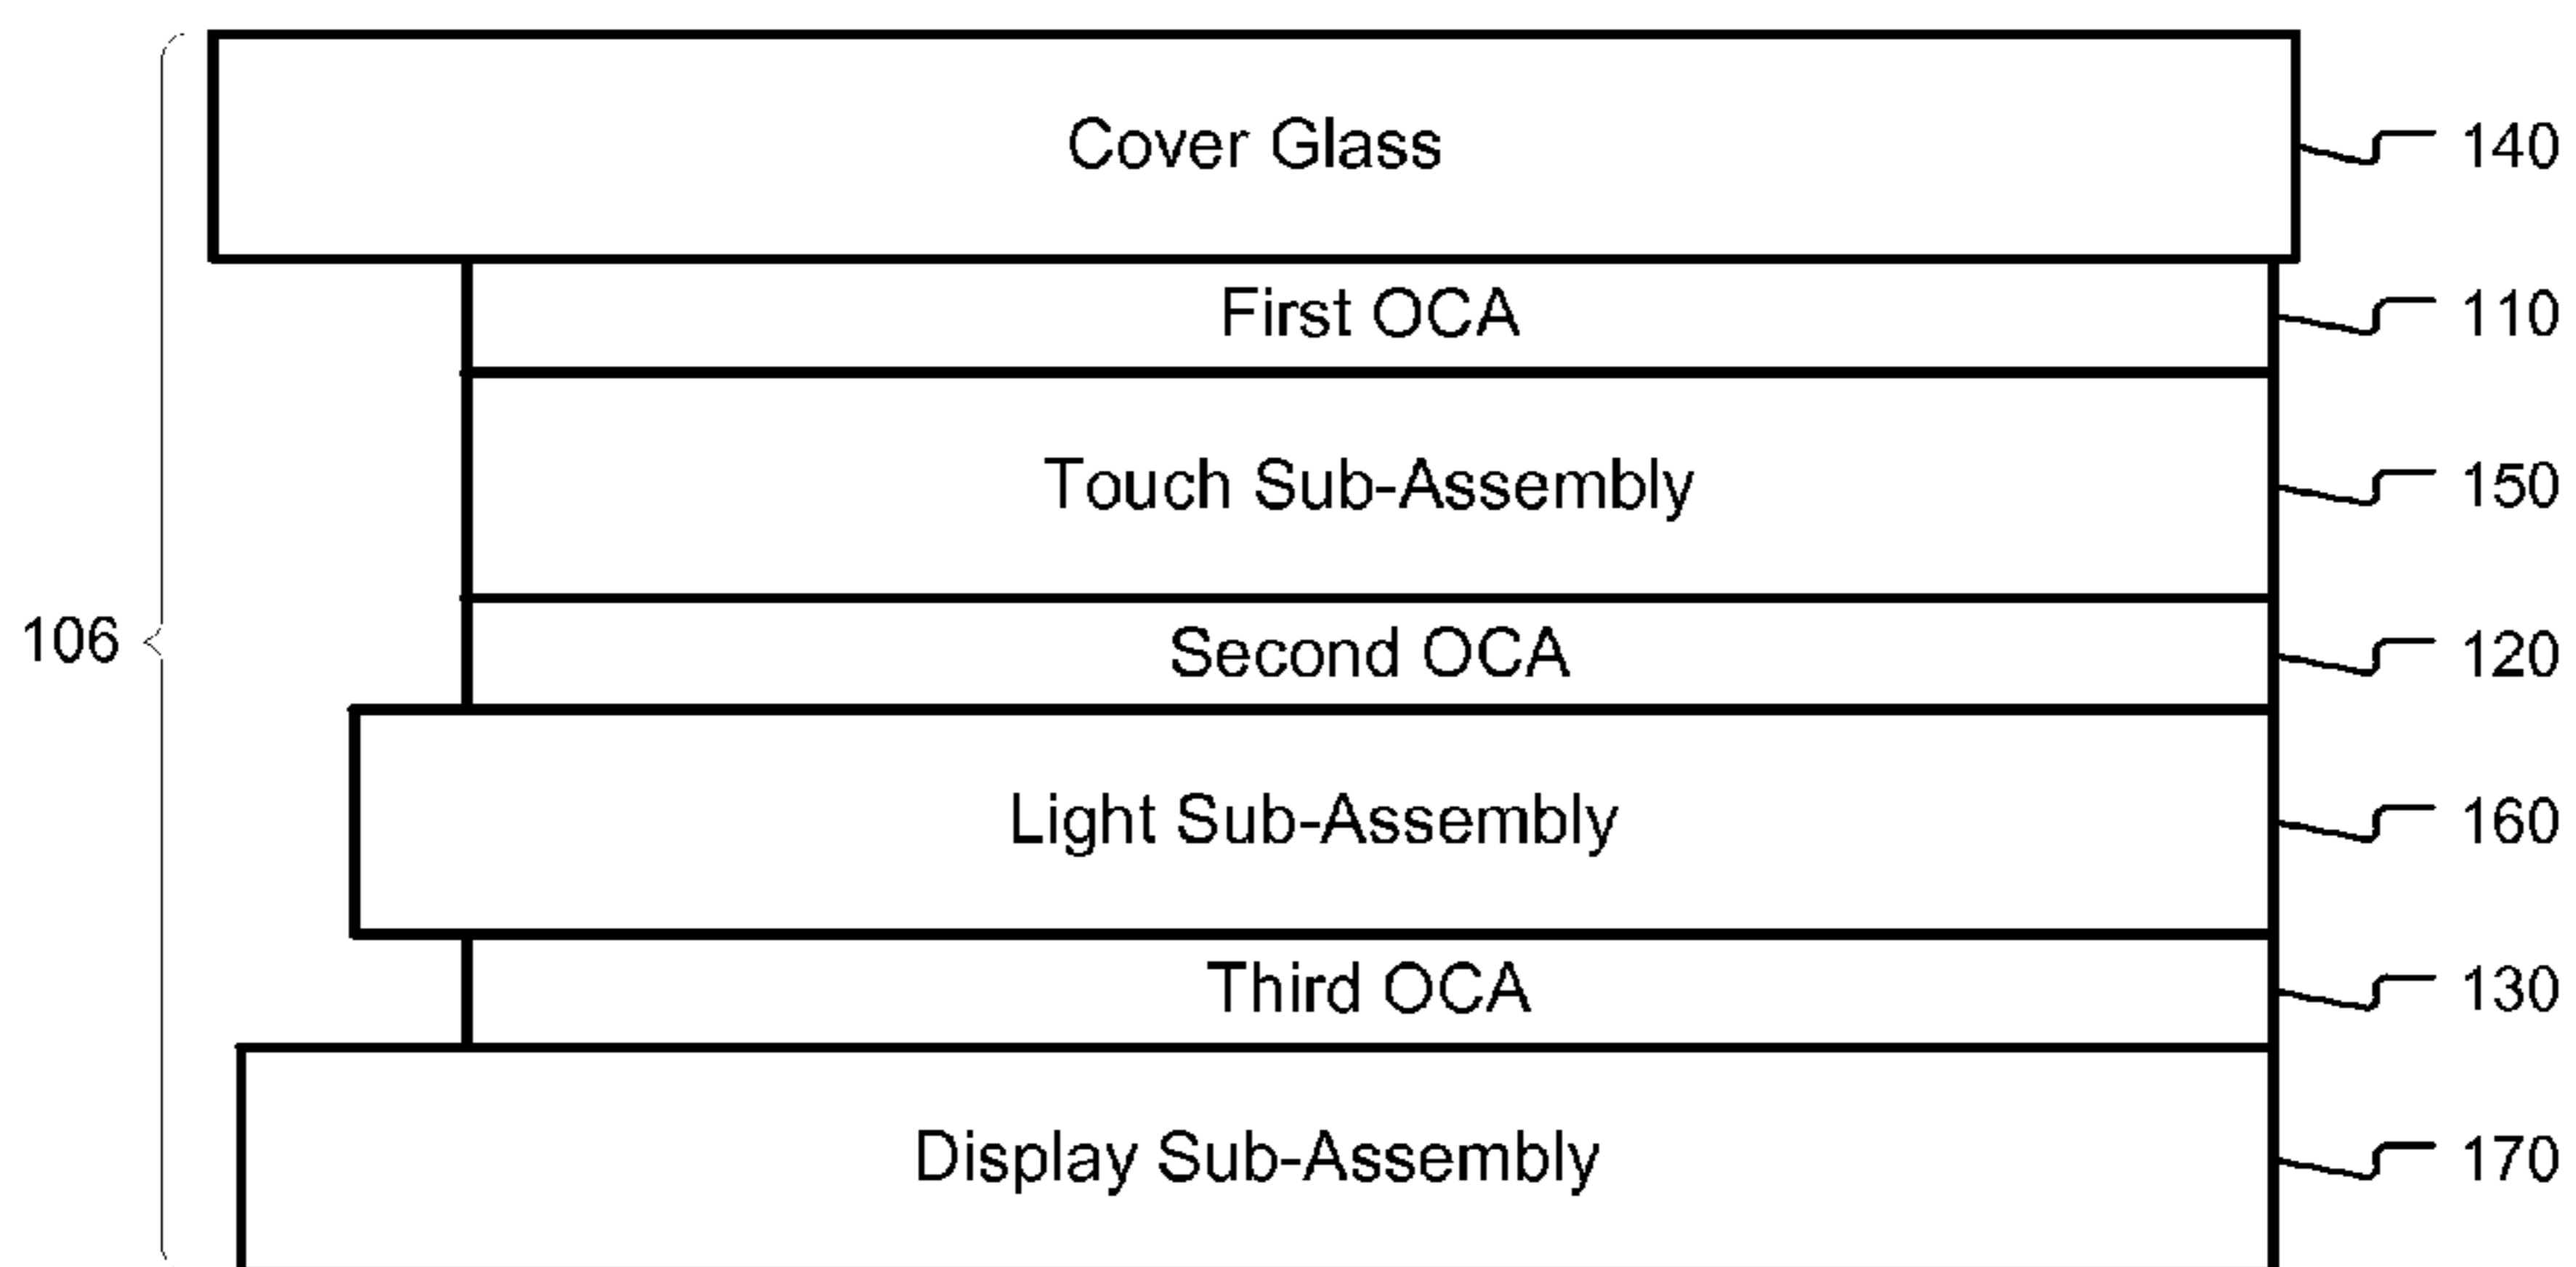 Cover Glass 140
First OCA 110
Touch Sub-Assembly 150
106
Second OCA 120
Light Sub-Assembly 160
Third OCA 130
Display Sub-Assembly 170